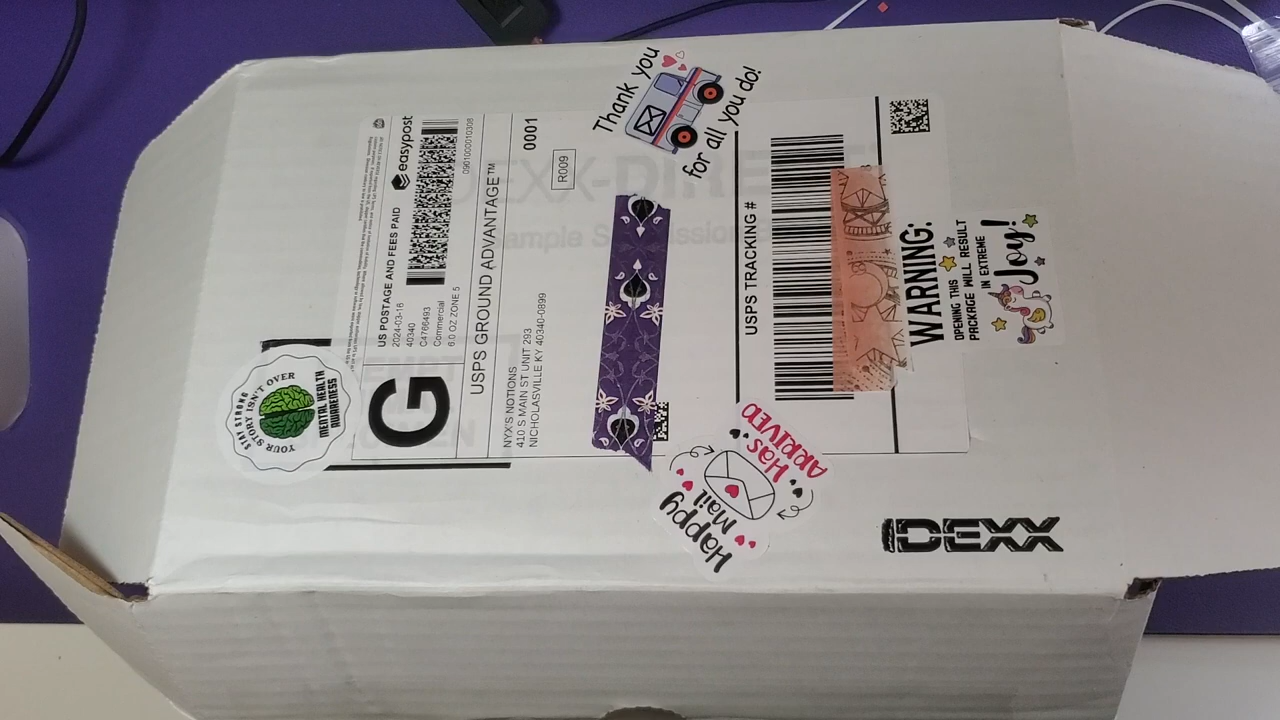 US POSTAGE AND FEES PAID
2024-03-16
40340
C4766493
Commercial
6.0 OZ ZONE 5
easypost
0901000010308
G
USPS GROUND ADVANTAGE™
NYX'S NOTIONS
410 S MAIN ST UNIT 293
NICHOLASVILLE KY 40340-0899
0001
R009
USPS TRACKING #
Thank you
for all you do!
WARNING:
OPENING THIS
PACKAGE WILL RESULT
IN EXTREME
Joy!
STAY STRONG
YOUR STORY ISN'T OVER
MENTAL HEALTH
AWARENESS
Happy
Mail
Has
ARRIVED
IDEXX